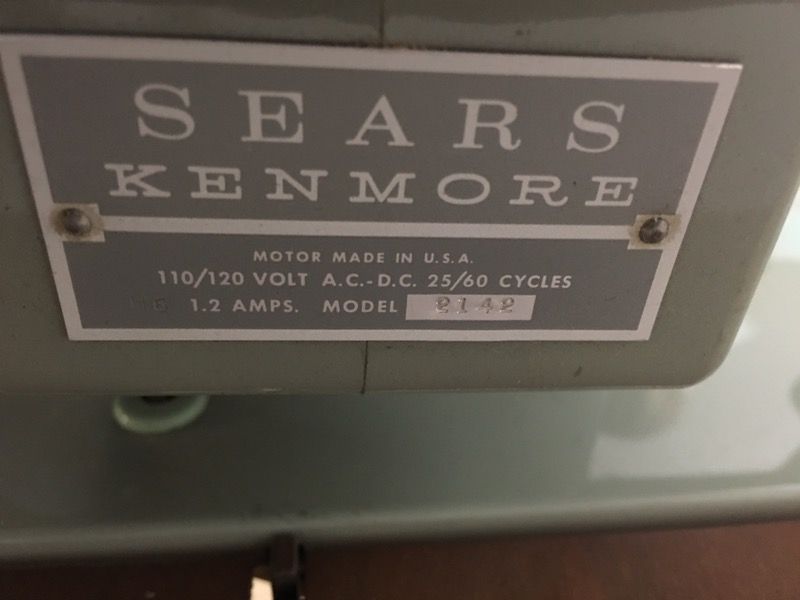 SEARS
KENMORE
MOTOR MADE IN U.S.A.
110/120 VOLT A.C.-D.C. 25/60 CYCLES
1.2 AMPS. MODEL 2142